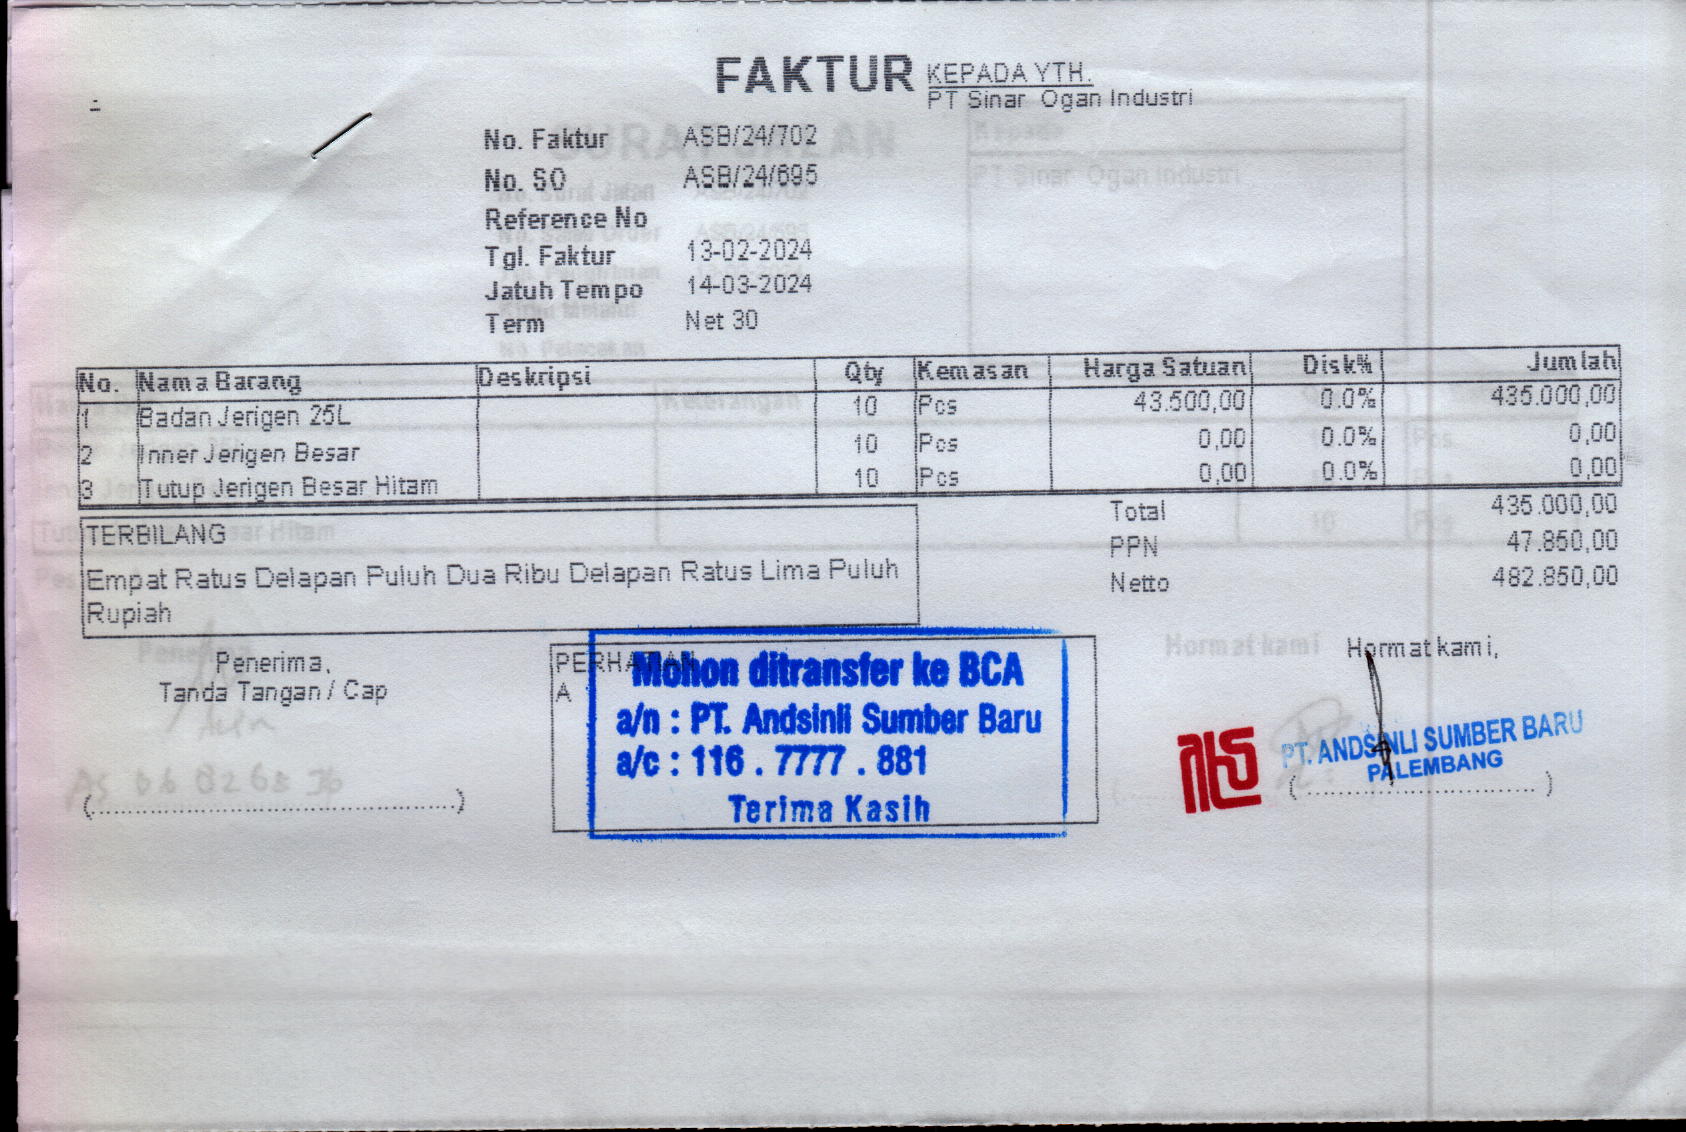 FAKTUR
KEPADA YTH.
PT Sinar Ogan Industri
No. Faktur ASB/24/702
No. SO ASB/24/695
Reference No
Tgl. Faktur 13-02-2024
Jatuh Tempo 14-03-2024
Term Net 30
No. Nama Barang Deskripsi Qty Kemasan Harga Satuan Disk% Jumlah
1 Badan Jerigen 25L 10 Pcs 43.500,00 0.0% 435.000,00
2 Inner Jerigen Besar 10 Pcs 0,00 0.0% 0,00
3 Tutup Jerigen Besar Hitam 10 Pcs 0,00 0.0% 0,00
Total 435.000,00
PPN 47.850,00
Netto 482.850,00
TERBILANG
Empat Ratus Delapan Puluh Dua Ribu Delapan Ratus Lima Puluh
Rupiah
Penerima,
Tanda Tangan / Cap
(........................................................)
PERHATIAN
A
Mohon ditransfer ke BCA
a/n : PT. Andsinli Sumber Baru
a/c : 116 . 7777 . 881
Terima Kasih
Hormat kami,
PT. ANDSINLI SUMBER BARU
PALEMBANG
(...................................)